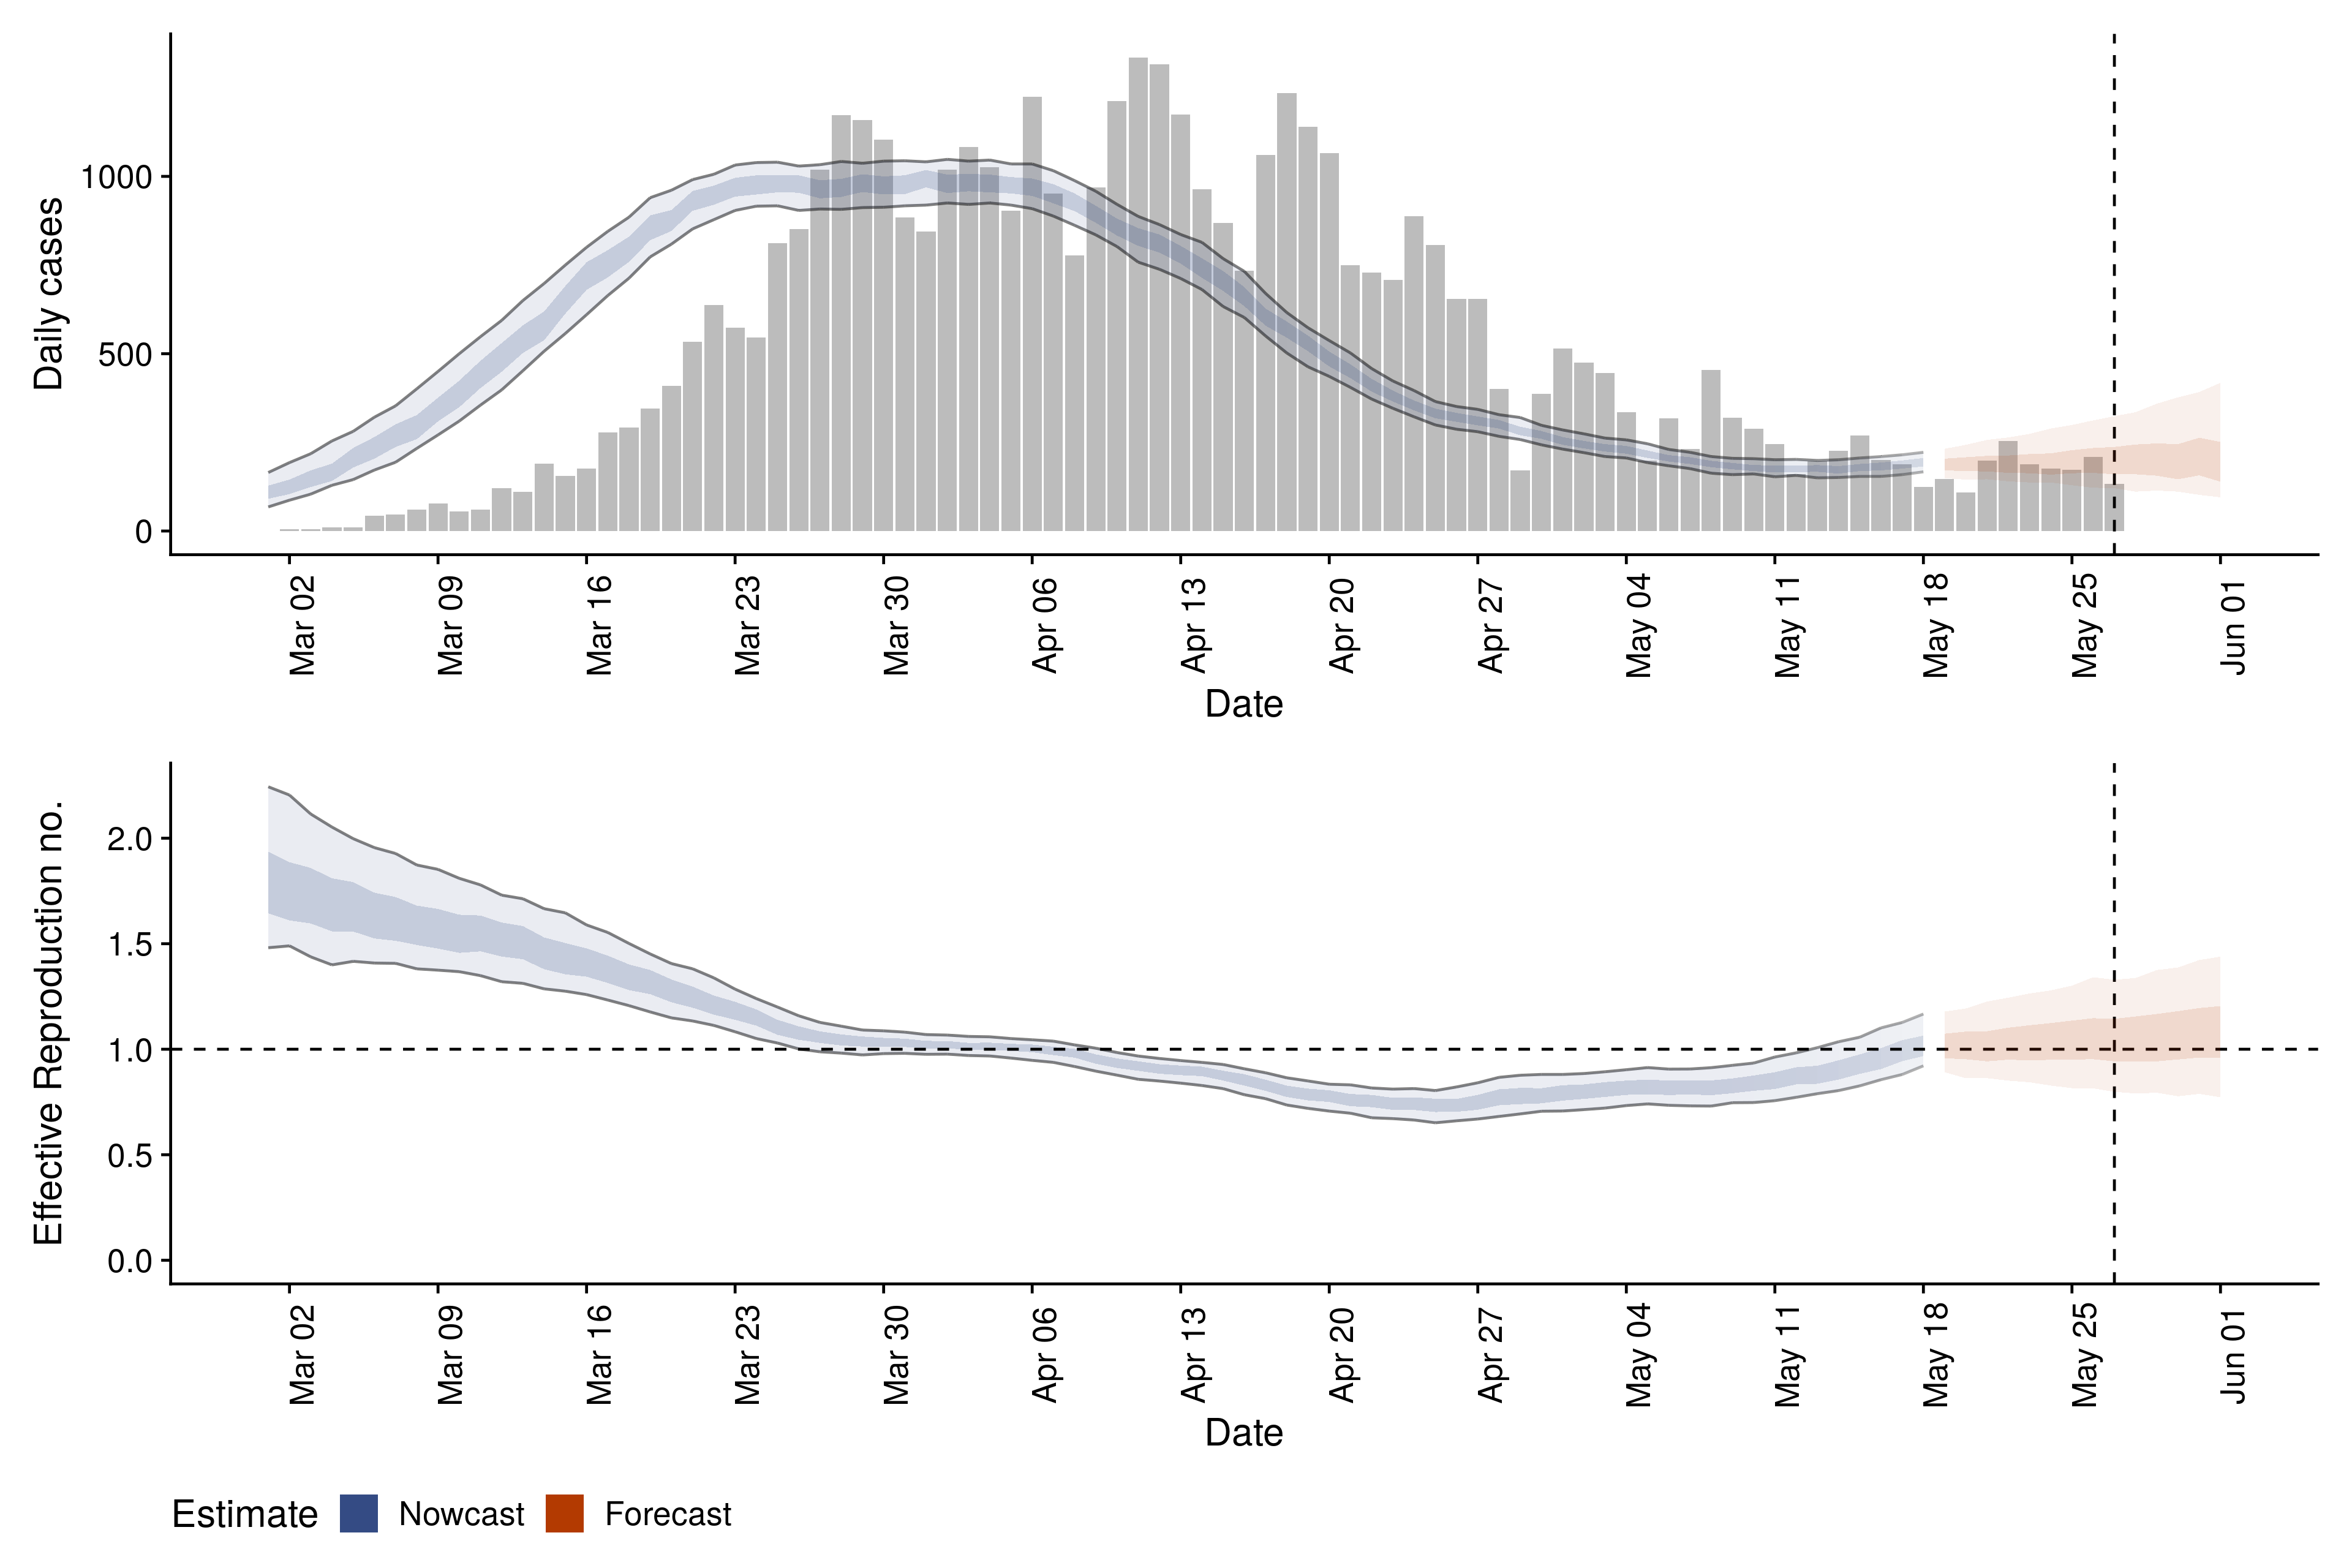 Daily cases
1000
500
0
Mar 02 Mar 09 Mar 16 Mar 23 Mar 30 Apr 06 Apr 13 Apr 20 Apr 27 May 04 May 11 May 18 May 25 Jun 01
Date
Effective Reproduction no.
2.0
1.5
1.0
0.5
0.0
Mar 02 Mar 09 Mar 16 Mar 23 Mar 30 Apr 06 Apr 13 Apr 20 Apr 27 May 04 May 11 May 18 May 25 Jun 01
Date
Estimate Nowcast Forecast